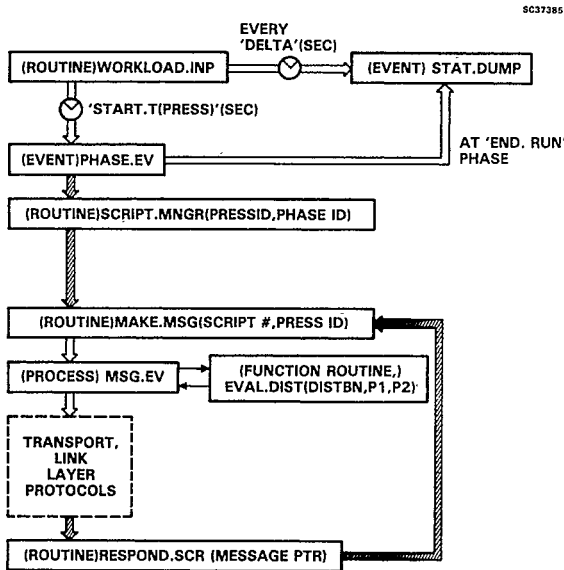 SC37385
EVERY
'DELTA'(SEC)
(ROUTINE)WORKLOAD.INP
(EVENT) STAT.DUMP
'START.T(PRESS)'(SEC)
AT 'END. RUN'
PHASE
(EVENT)PHASE.EV
(ROUTINE)SCRIPT.MNGR(PRESSID,PHASE ID)
(ROUTINE)MAKE.MSG(SCRIPT #,PRESS ID)
(PROCESS) MSG.EV
(FUNCTION ROUTINE,)
EVAL.DIST(DISTBN,P1,P2)
TRANSPORT,
LINK
LAYER
PROTOCOLS
(ROUTINE)RESPOND.SCR (MESSAGE PTR)